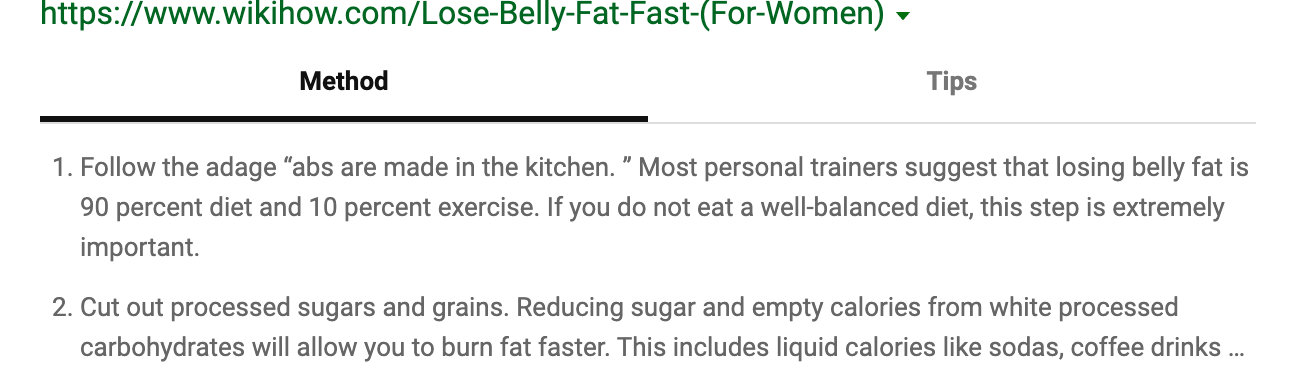 https://www.wikihow.com/Lose-Belly-Fat-Fast-(For-Women)
Method Tips
1. Follow the adage “abs are made in the kitchen. ” Most personal trainers suggest that losing belly fat is
90 percent diet and 10 percent exercise. If you do not eat a well-balanced diet, this step is extremely
important.
2. Cut out processed sugars and grains. Reducing sugar and empty calories from white processed
carbohydrates will allow you to burn fat faster. This includes liquid calories like sodas, coffee drinks ...